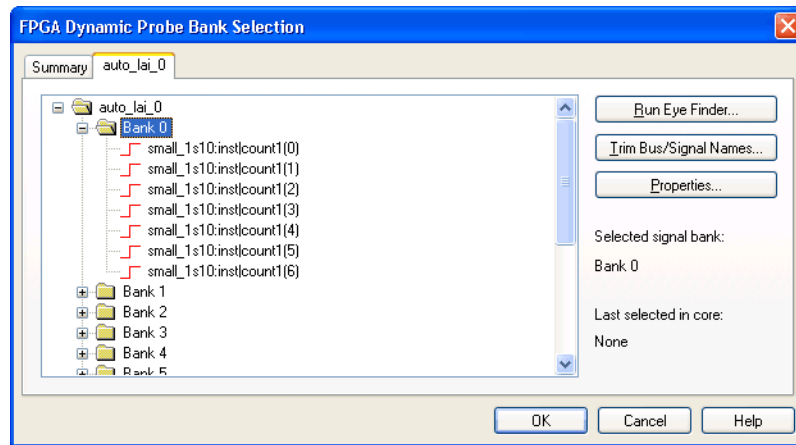 FPGA Dynamic Probe Bank Selection
Summary auto_lai_0
auto_lai_0
Bank 0
small_1s10:inst|count1(0)
small_1s10:inst|count1(1)
small_1s10:inst|count1(2)
small_1s10:inst|count1(3)
small_1s10:inst|count1(4)
small_1s10:inst|count1(5)
small_1s10:inst|count1(6)
Bank 1
Bank 2
Bank 3
Bank 4
Bank 5
Run Eye Finder...
Trim Bus/Signal Names...
Properties...
Selected signal bank:
Bank 0
Last selected in core:
None
OK Cancel Help